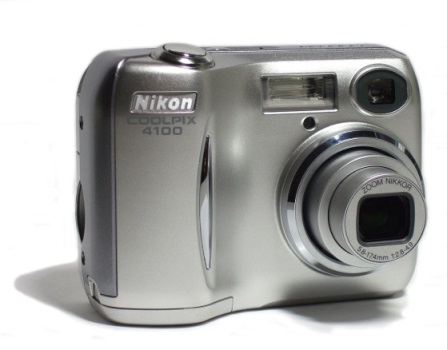 Nikon
COOLPIX
4100
ZOOM NIKKOR
5.8-17.4mm 1:2.8-4.9